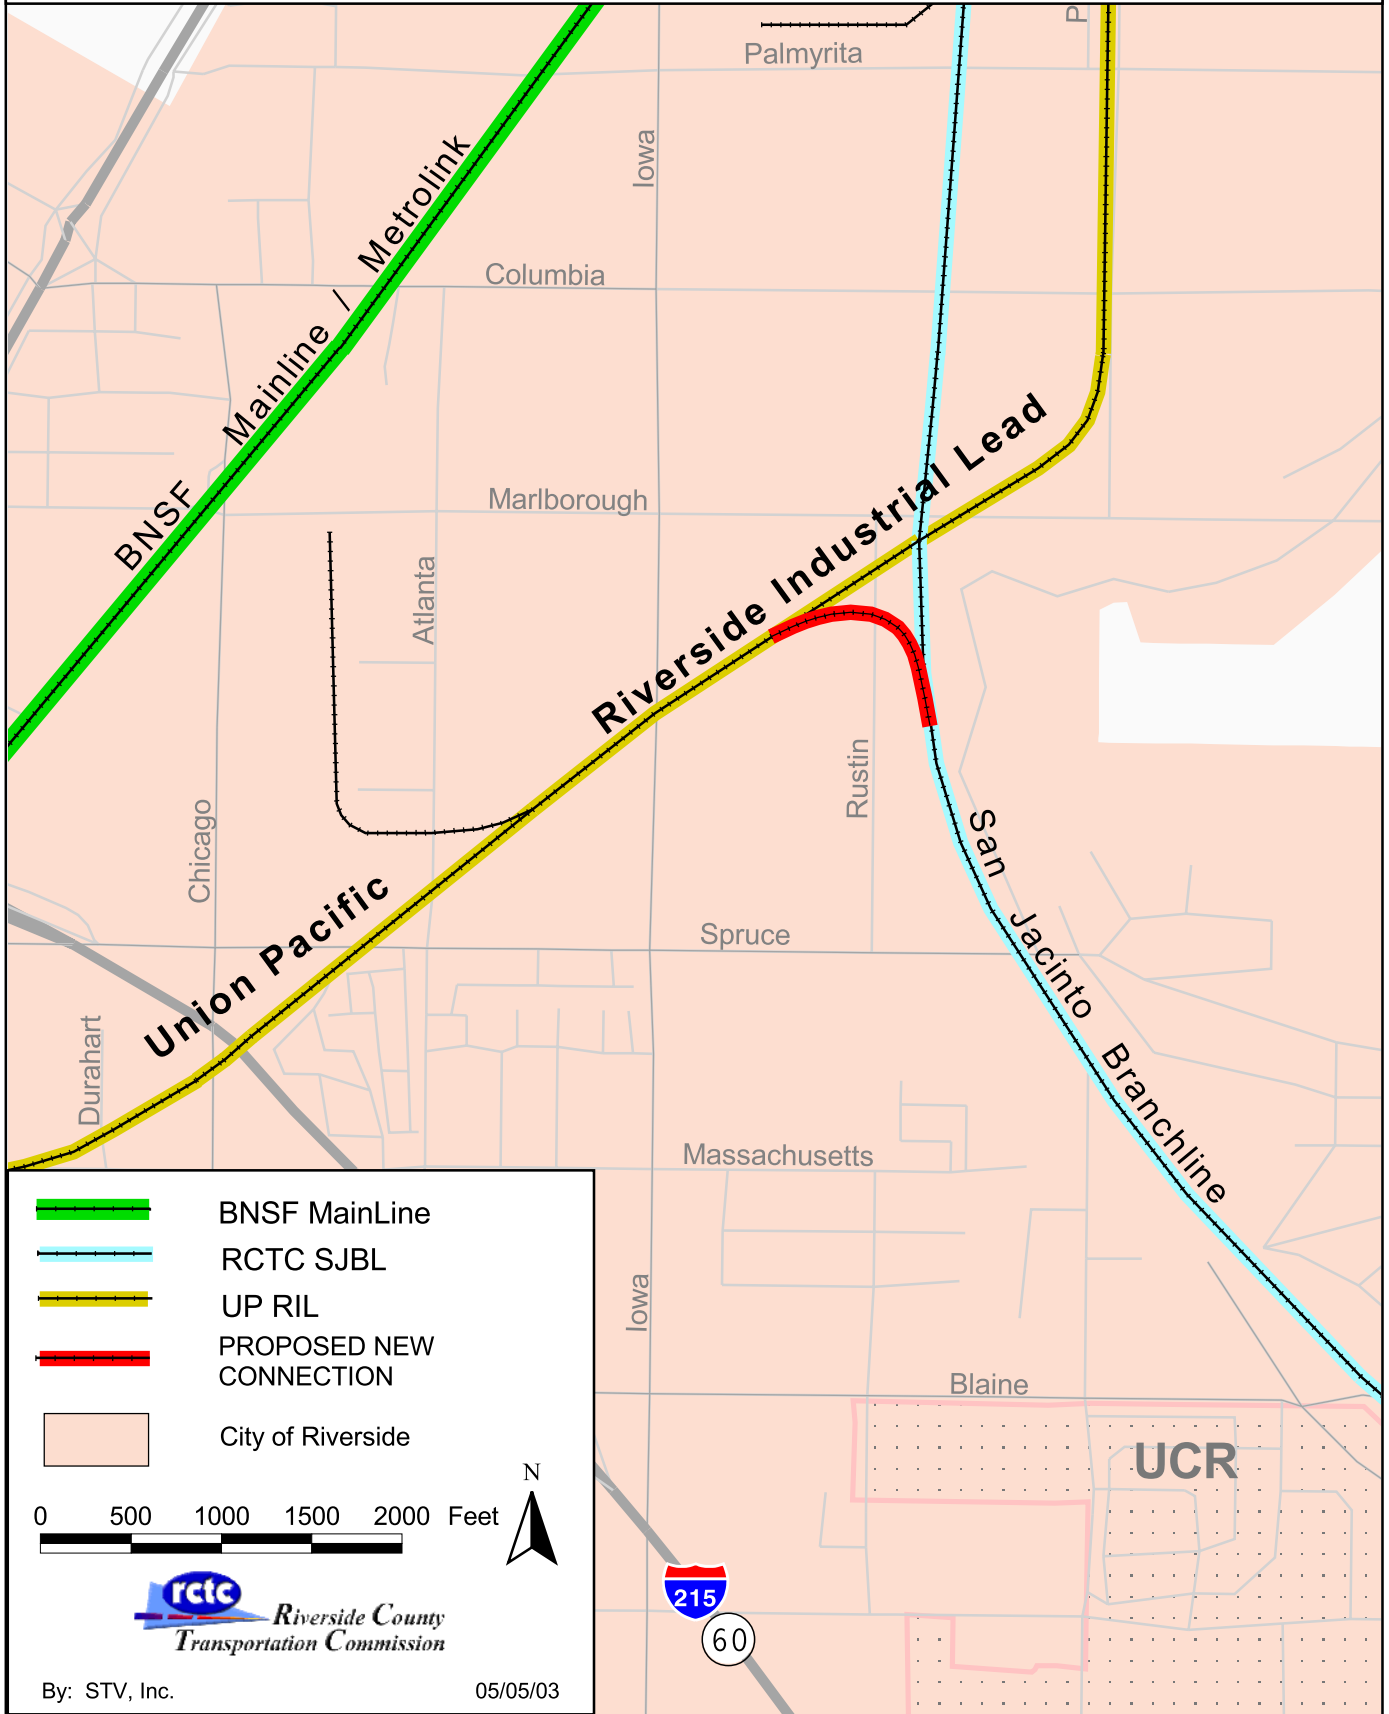 P
Palmyrita
Iowa
BNSF Mainline / Metrolink
Columbia
Marlborough
Atlanta
Union Pacific Riverside Industrial Lead
Rustin
Chicago
San Jacinto Branchline
Spruce
Durahart
Massachusetts
Iowa
Blaine
UCR
BNSF MainLine
RCTC SJBL
UP RIL
PROPOSED NEW
CONNECTION
City of Riverside
N
0 500 1000 1500 2000 Feet
rctc
Riverside County
Transportation Commission
By: STV, Inc. 05/05/03
215
60